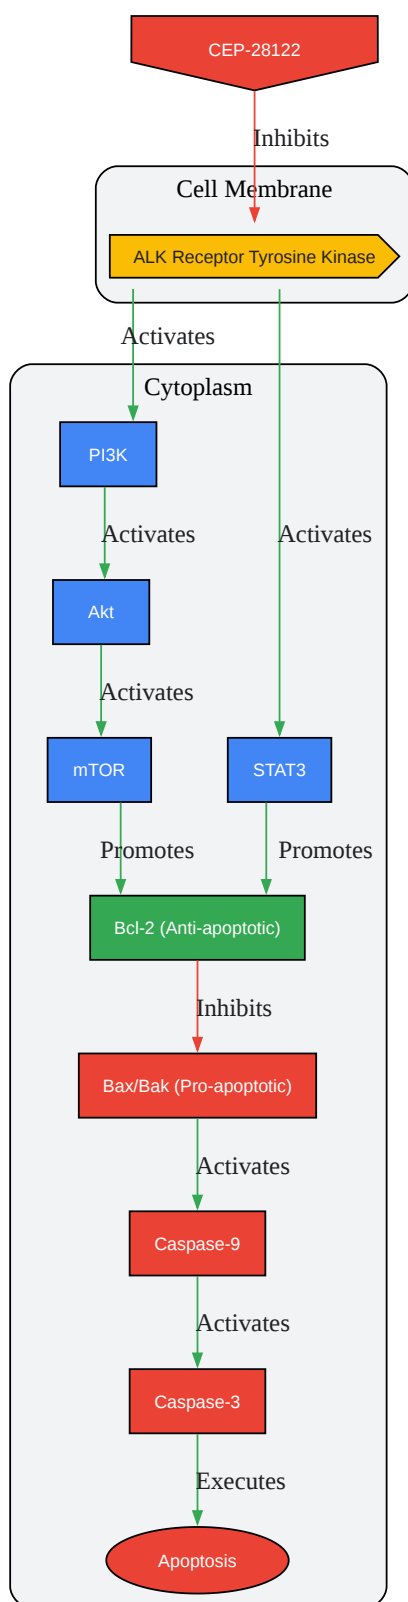 CEP-28122
Inhibits
Cell Membrane
ALK Receptor Tyrosine Kinase
Activates
Cytoplasm
PI3K
Activates
Activates
Akt
Activates
mTOR
STAT3
Promotes
Promotes
Bcl-2 (Anti-apoptotic)
Inhibits
Bax/Bak (Pro-apoptotic)
Activates
Caspase-9
Activates
Caspase-3
Executes
Apoptosis